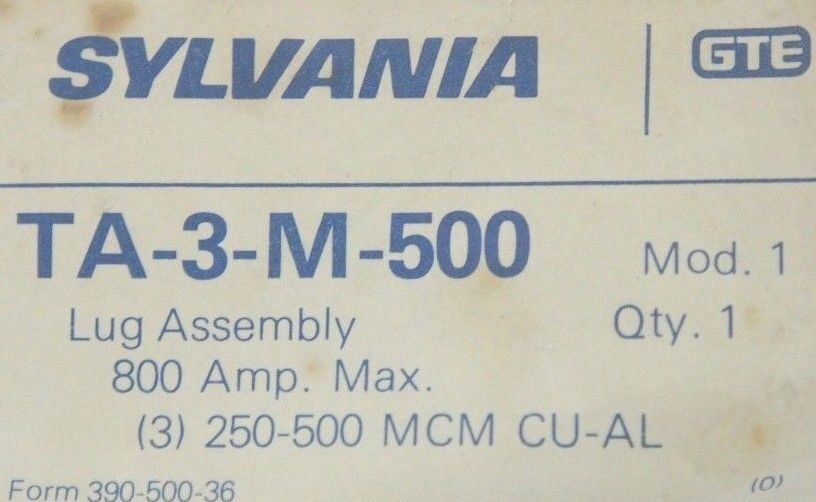 SYLVANIA GTE
TA-3-M-500 Mod. 1
Lug Assembly Qty. 1
800 Amp. Max.
(3) 250-500 MCM CU-AL
Form 390-500-36 (0)